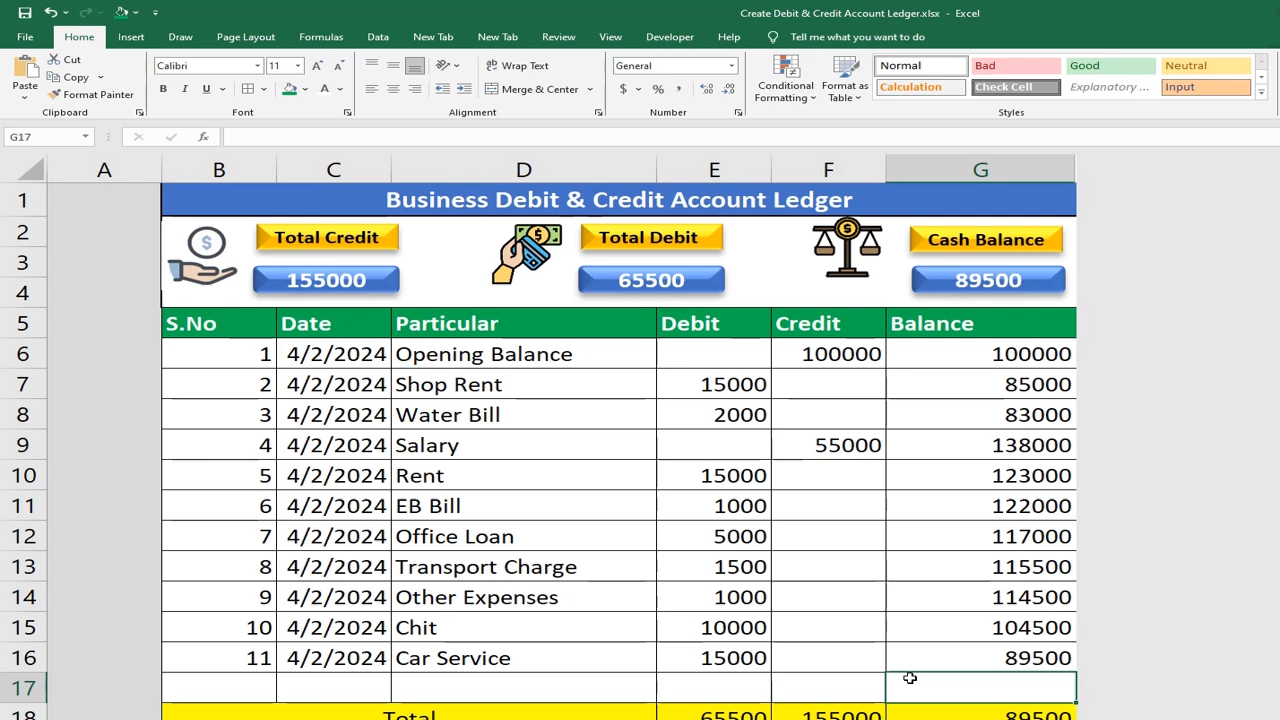 Create Debit & Credit Account Ledger.xlsx - Excel
File Home Insert Draw Page Layout Formulas Data New Tab New Tab Review View Developer Help Tell me what you want to do
Paste
Cut
Copy
Format Painter
Clipboard
Calibri 11
B I U A
Font
Wrap Text
Merge & Center
Alignment
General
$ % ,
Number
Conditional Formatting
Format as Table
Normal Bad Good Neutral
Calculation Check Cell Explanatory ... Input
Styles
G17 fx
A B C D E F G
1 Business Debit & Credit Account Ledger
2 Total Credit Total Debit Cash Balance
3 155000 65500 89500
4
5 S.No Date Particular Debit Credit Balance
6 1 4/2/2024 Opening Balance 100000 100000
7 2 4/2/2024 Shop Rent 15000 85000
8 3 4/2/2024 Water Bill 2000 83000
9 4 4/2/2024 Salary 55000 138000
10 5 4/2/2024 Rent 15000 123000
11 6 4/2/2024 EB Bill 1000 122000
12 7 4/2/2024 Office Loan 5000 117000
13 8 4/2/2024 Transport Charge 1500 115500
14 9 4/2/2024 Other Expenses 1000 114500
15 10 4/2/2024 Chit 10000 104500
16 11 4/2/2024 Car Service 15000 89500
17
18 Total 65500 155000 89500